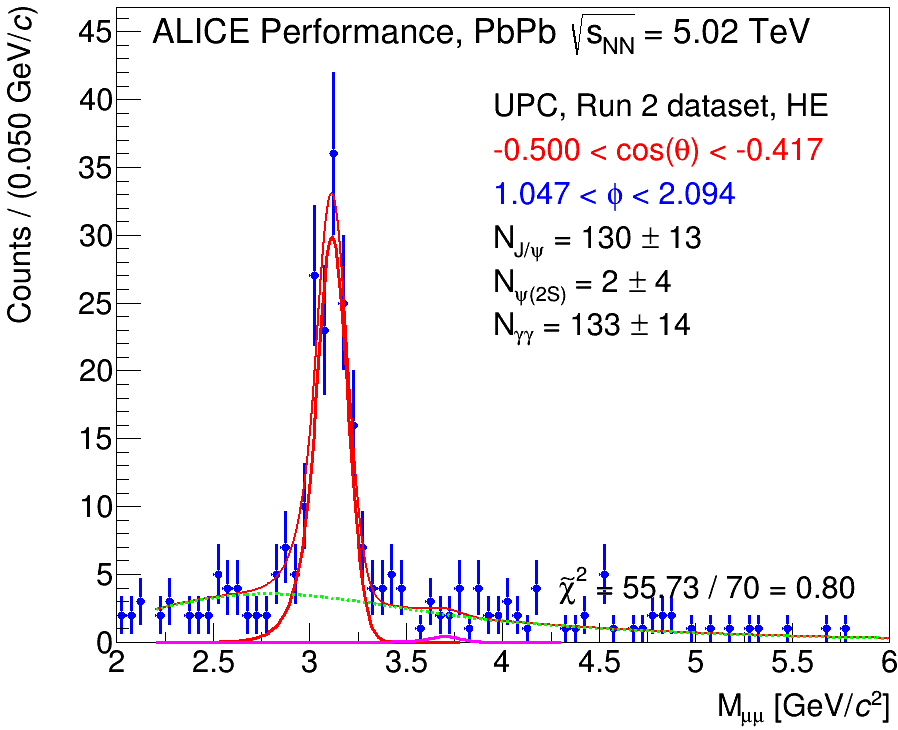 ALICE Performance, PbPb √s_NN = 5.02 TeV
UPC, Run 2 dataset, HE
-0.500 < cos(θ) < -0.417
1.047 < ϕ < 2.094
N_J/ψ = 130 ± 13
N_ψ(2S) = 2 ± 4
N_γγ = 133 ± 14
χ̃² = 55.73 / 70 = 0.80
Counts / (0.050 GeV/c)
45
40
35
30
25
20
15
10
5
0
2 2.5 3 3.5 4 4.5 5 5.5 6
M_μμ [GeV/c²]